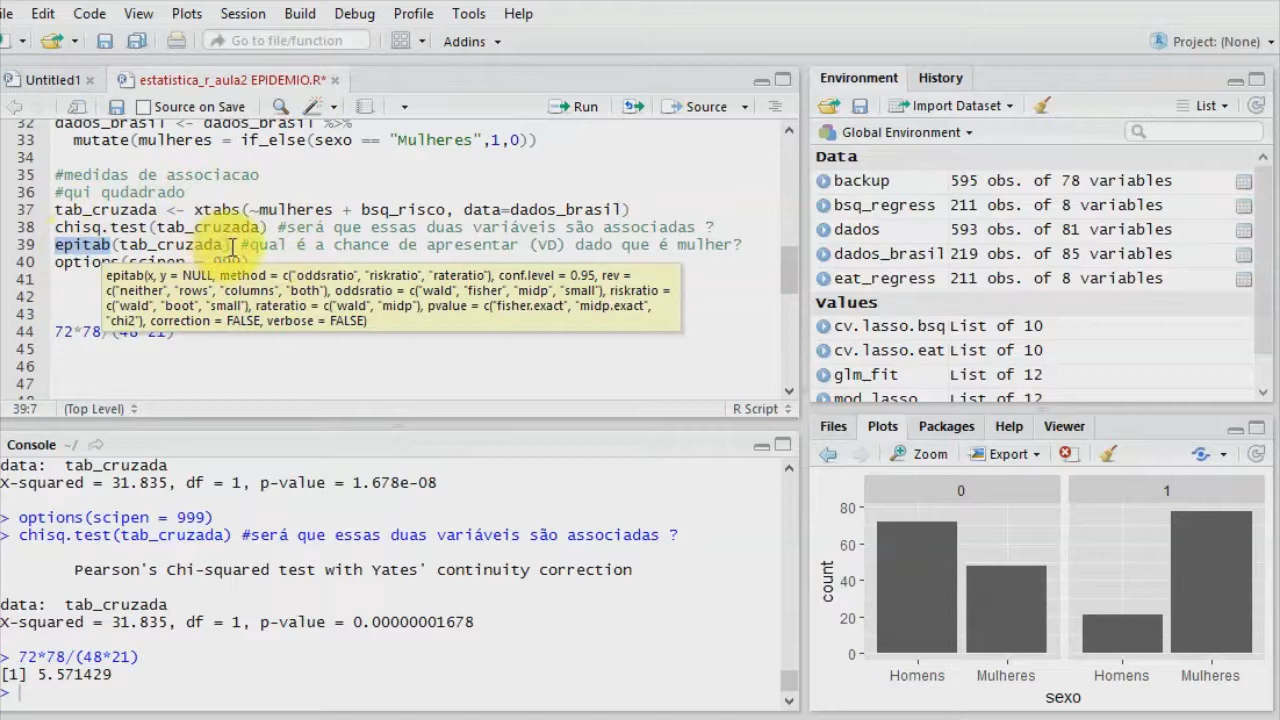 ile Edit Code View Plots Session Build Debug Profile Tools Help
Go to file/function Addins Project: (None)
Untitled1 estatistica_r_aula2 EPIDEMIO.R*
Source on Save Run Source
32 dados_brasil <- dados_brasil %>%
33 mutate(mulheres = if_else(sexo == "Mulheres",1,0))
34
35 #medidas de associacao
36 #qui qudadrado
37 tab_cruzada <- xtabs(~mulheres + bsq_risco, data=dados_brasil)
38 chisq.test(tab_cruzada) #será que essas duas variáveis são associadas ?
39 epitab(tab_cruzada) #qual é a chance de apresentar (VD) dado que é mulher?
40 options(scipen = 999)
41 epitab(x, y = NULL, method = c("oddsratio", "riskratio", "rateratio"), conf.level = 0.95, rev =
42 c("neither", "rows", "columns", "both"), oddsratio = c("wald", "fisher", "midp", "small"), riskratio =
43 c("wald", "boot", "small"), rateratio = c("wald", "midp"), pvalue = c("fisher.exact", "midp.exact",
"chi2"), correction = FALSE, verbose = FALSE)
44 72*78/(48*21)
45
46
47
39:7 (Top Level) R Script
Console ~/
data: tab_cruzada
X-squared = 31.835, df = 1, p-value = 1.678e-08
> options(scipen = 999)
> chisq.test(tab_cruzada) #será que essas duas variáveis são associadas ?
Pearson's Chi-squared test with Yates' continuity correction
data: tab_cruzada
X-squared = 31.835, df = 1, p-value = 0.00000001678
> 72*78/(48*21)
[1] 5.571429
>
Environment History
Import Dataset List
Global Environment
Data
backup 595 obs. of 78 variables
bsq_regress 211 obs. of 8 variables
dados 593 obs. of 81 variables
dados_brasil 219 obs. of 85 variables
eat_regress 211 obs. of 8 variables
Values
cv.lasso.bsq List of 10
cv.lasso.eat List of 10
glm_fit List of 12
mod_lasso List of 12
Files Plots Packages Help Viewer
Zoom Export
0 1
80
60
40
20
0
count
Homens Mulheres Homens Mulheres
sexo